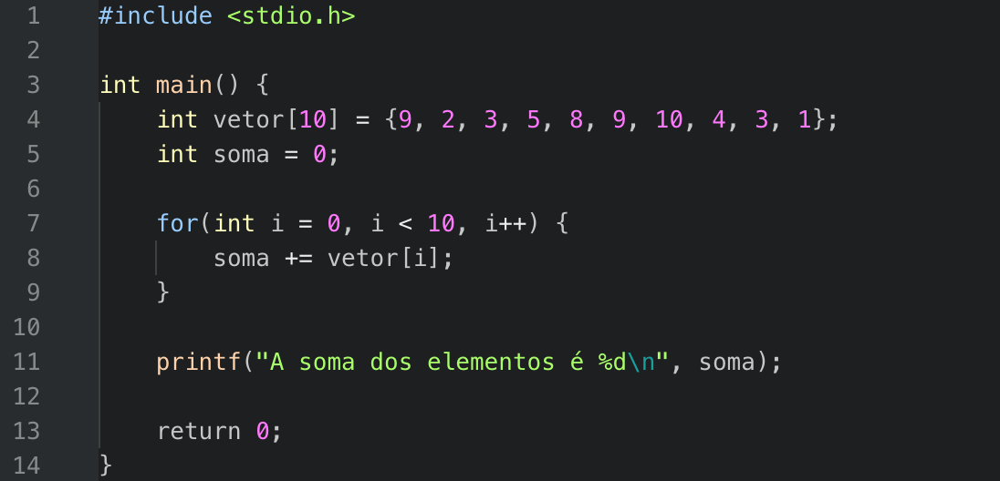 1 #include <stdio.h>
2
3 int main() {
4     int vetor[10] = {9, 2, 3, 5, 8, 9, 10, 4, 3, 1};
5     int soma = 0;
6
7     for(int i = 0, i < 10, i++) {
8         soma += vetor[i];
9     }
10
11     printf("A soma dos elementos é %d\n", soma);
12
13     return 0;
14 }